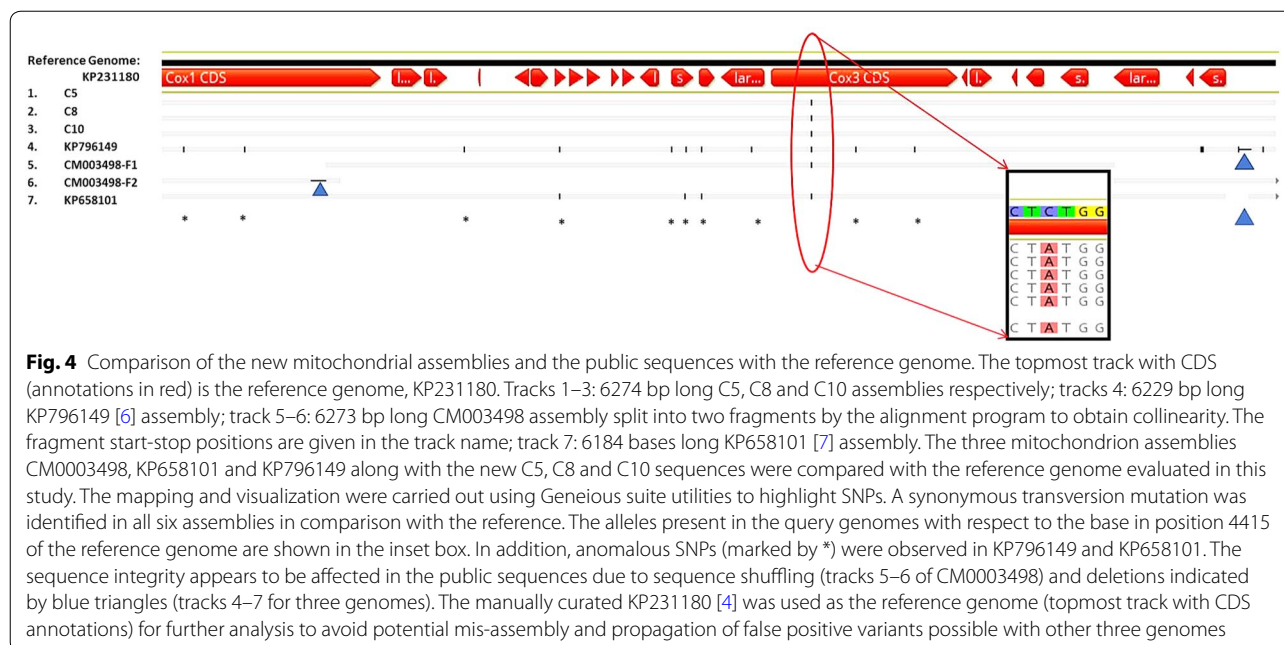 Reference Genome:
KP231180
Cox1 CDS
l...
l.
l
s
lar...
Cox3 CDS
l.
s.
lar...
s.
1. C5
2. C8
3. C10
4. KP796149
5. CM003498-F1
6. CM003498-F2
7. KP658101
* * * * * * * * * *
C T C T G G
C T A T G G
C T A T G G
C T A T G G
C T A T G G
C T A T G G
C T A T G G
Fig. 4 Comparison of the new mitochondrial assemblies and the public sequences with the reference genome. The topmost track with CDS
(annotations in red) is the reference genome, KP231180. Tracks 1–3: 6274 bp long C5, C8 and C10 assemblies respectively; tracks 4: 6229 bp long
KP796149 [6] assembly; track 5–6: 6273 bp long CM003498 assembly split into two fragments by the alignment program to obtain collinearity. The
fragment start-stop positions are given in the track name; track 7: 6184 bases long KP658101 [7] assembly. The three mitochondrion assemblies
CM0003498, KP658101 and KP796149 along with the new C5, C8 and C10 sequences were compared with the reference genome evaluated in this
study. The mapping and visualization were carried out using Geneious suite utilities to highlight SNPs. A synonymous transversion mutation was
identified in all six assemblies in comparison with the reference. The alleles present in the query genomes with respect to the base in position 4415
of the reference genome are shown in the inset box. In addition, anomalous SNPs (marked by *) were observed in KP796149 and KP658101. The
sequence integrity appears to be affected in the public sequences due to sequence shuffling (tracks 5–6 of CM0003498) and deletions indicated
by blue triangles (tracks 4–7 for three genomes). The manually curated KP231180 [4] was used as the reference genome (topmost track with CDS
annotations) for further analysis to avoid potential mis-assembly and propagation of false positive variants possible with other three genomes